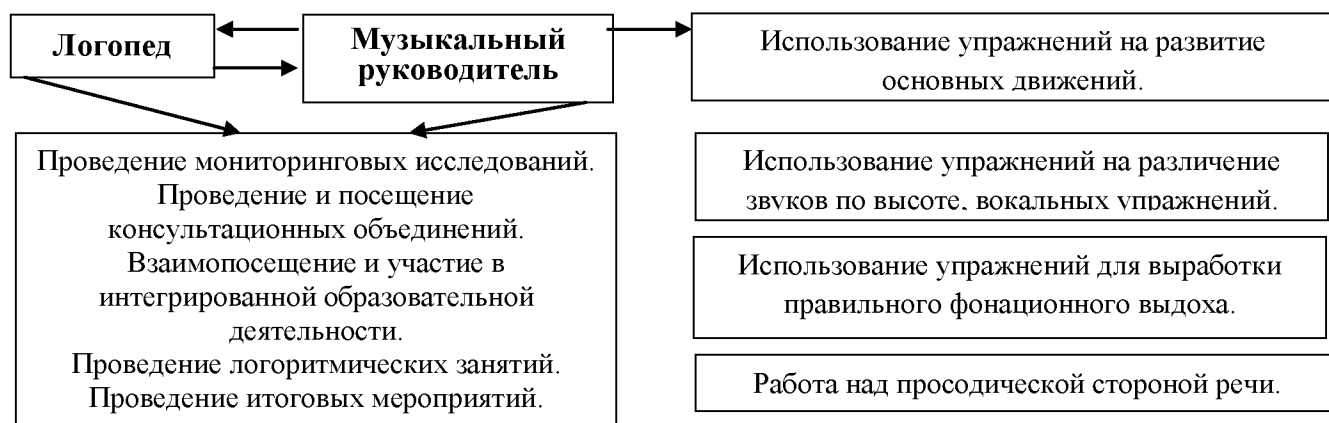 Логопед
Музыкальный
руководитель
Использование упражнений на развитие
основных движений.
Проведение мониторинговых исследований.
Проведение и посещение
консультационных объединений.
Взаимопосещение и участие в
интегрированной образовательной
деятельности.
Проведение логоритмических занятий.
Проведение итоговых мероприятий.
Использование упражнений на различение
звуков по высоте, вокальных упражнений.
Использование упражнений для выработки
правильного фонационного выдоха.
Работа над просодической стороной речи.